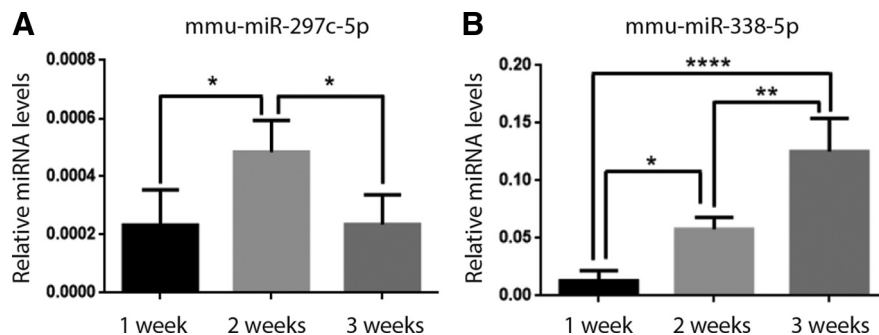 A
mmu-miR-297c-5p
Relative miRNA levels
0.0008
0.0006
0.0004
0.0002
0.0000
*
*
1 week
2 weeks
3 weeks
B
mmu-miR-338-5p
Relative miRNA levels
0.20
0.15
0.10
0.05
0.00
****
**
*
1 week
2 weeks
3 weeks